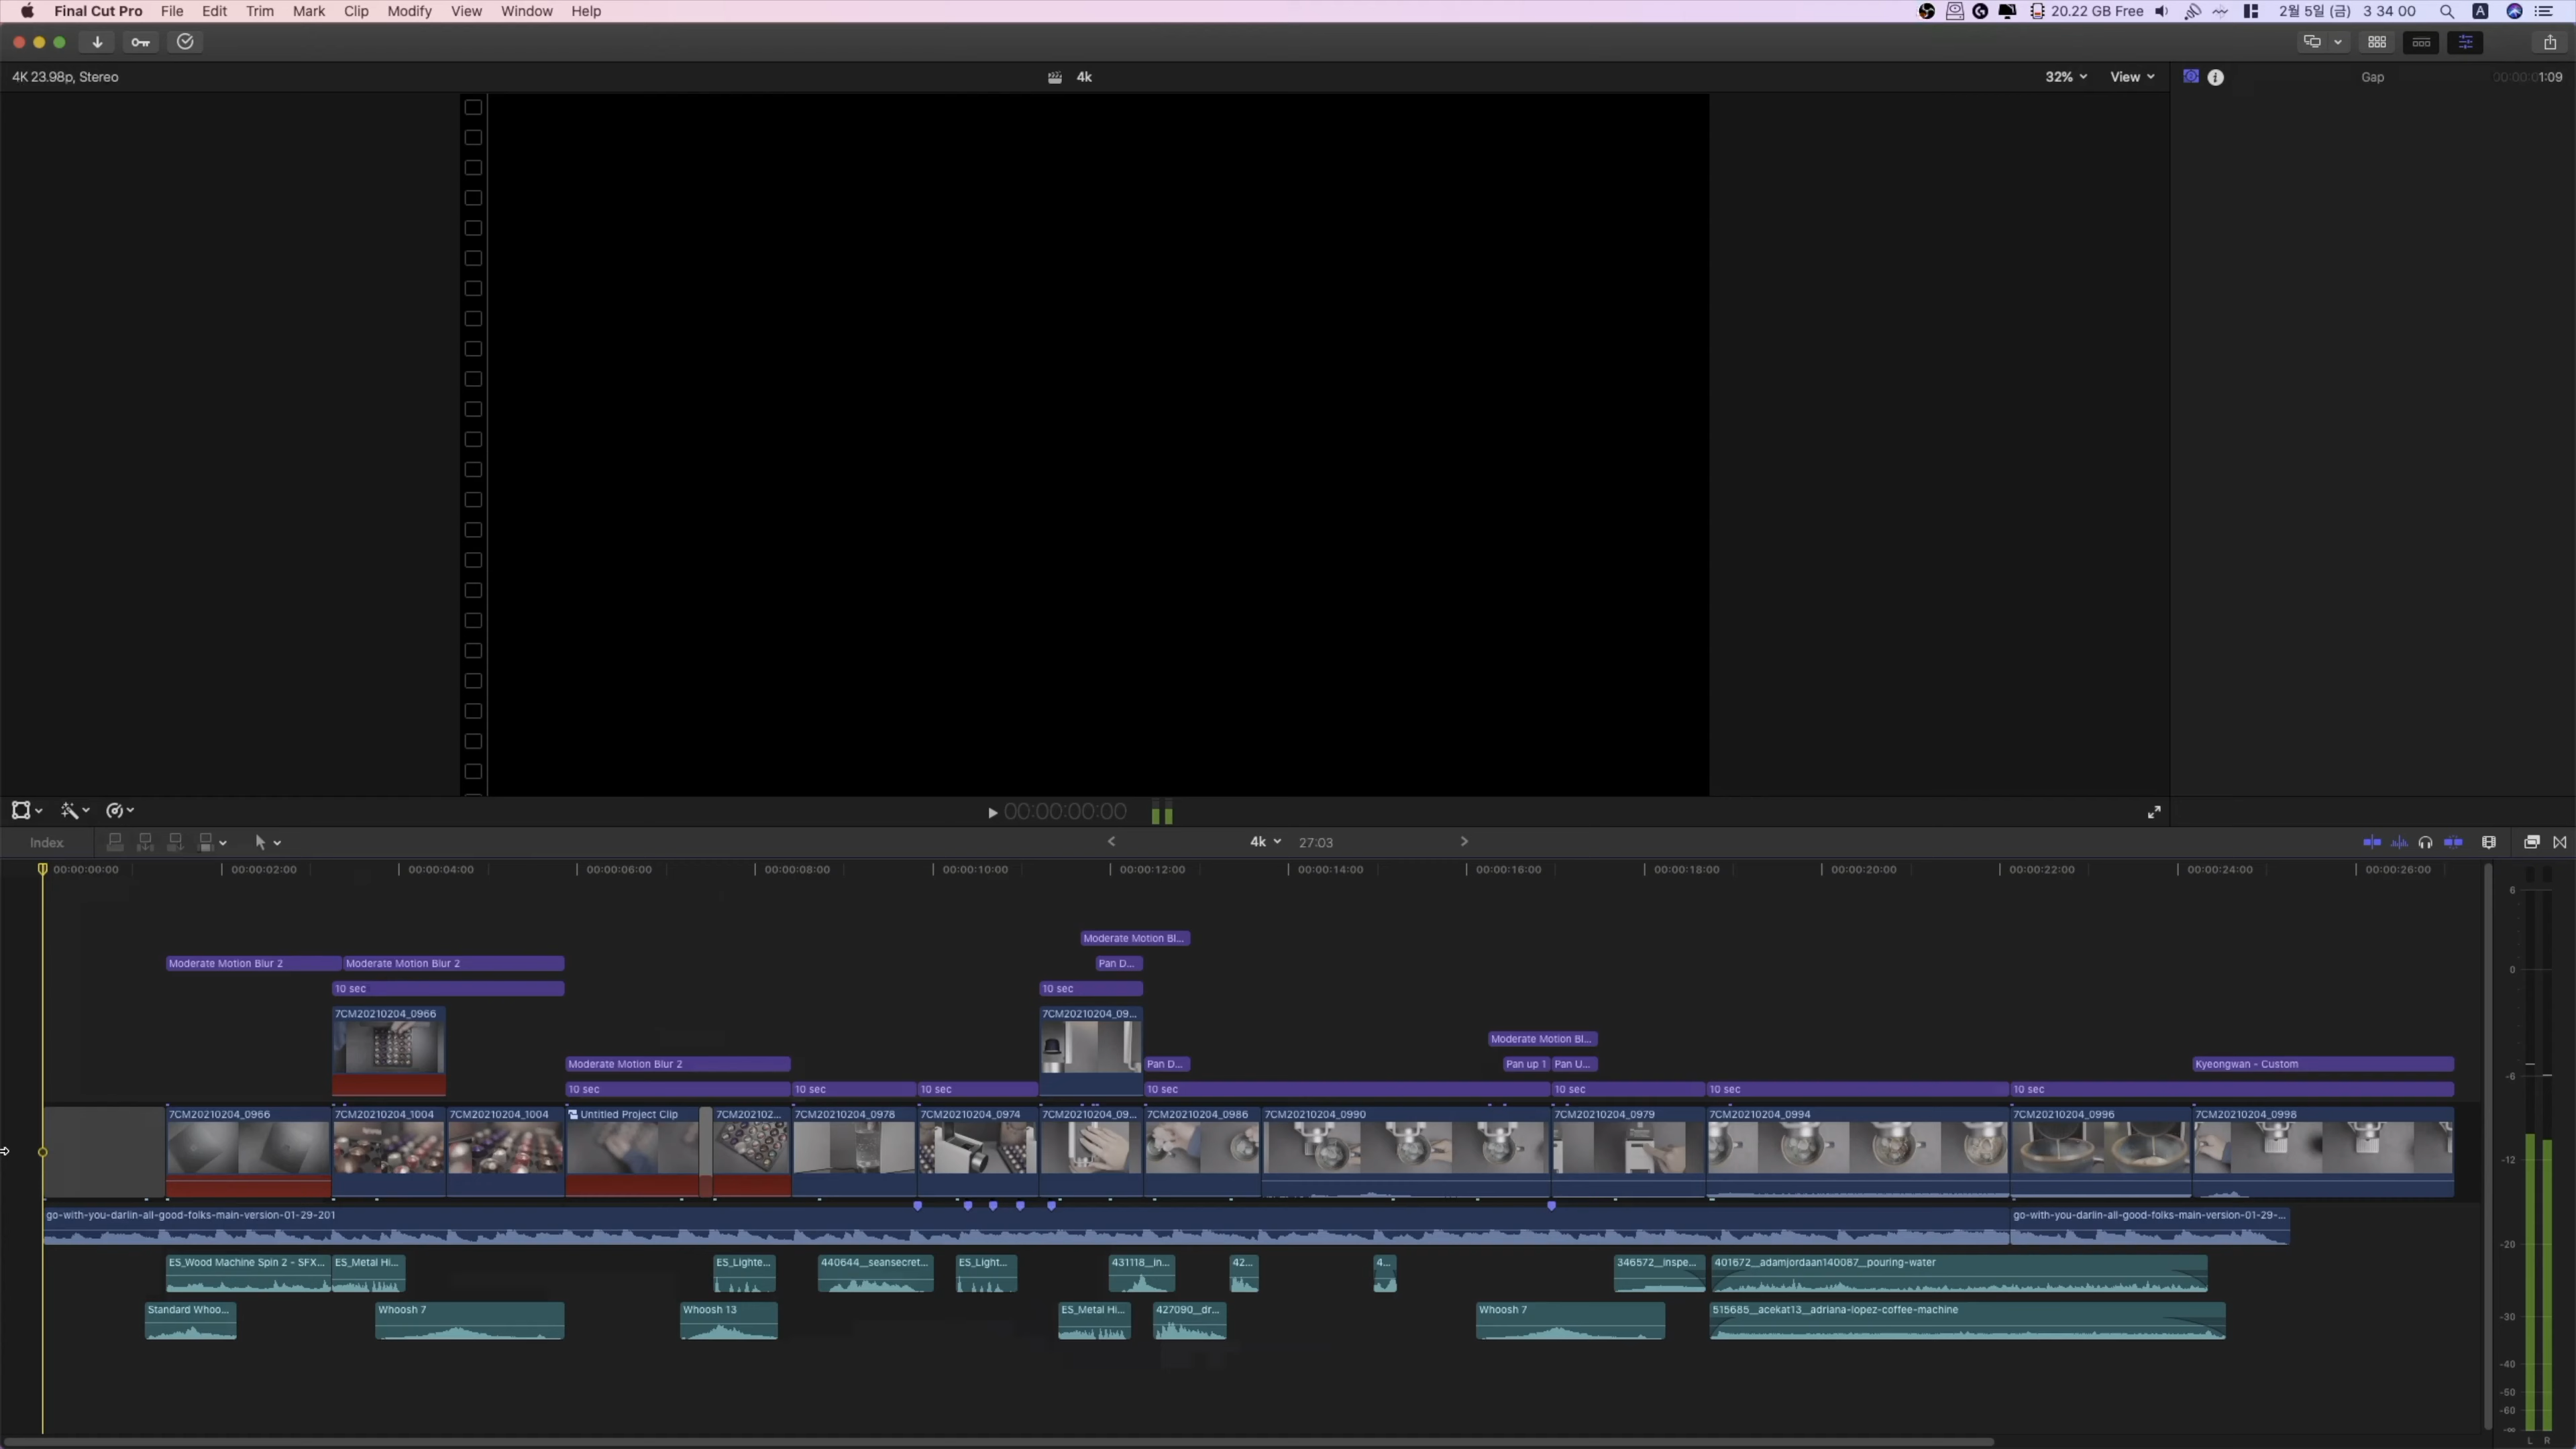 Final Cut Pro File Edit Trim Mark Clip Modify View Window Help 20.22 GB Free 2월 5일 (금) 3 34 00 A
4K 23.98p, Stereo 4k 32% View Gap 00:00:01:09
00:00:00:00
Index 4k 27:03
00:00:00:00 00:00:02:00 00:00:04:00 00:00:06:00 00:00:08:00 00:00:10:00 00:00:12:00 00:00:14:00 00:00:16:00 00:00:18:00 00:00:20:00 00:00:22:00 00:00:24:00 00:00:26:00
6
Moderate Motion Bl...
Moderate Motion Blur 2 Moderate Motion Blur 2 Pan D... 0
10 sec 10 sec
7CM20210204_0966 7CM20210204_09...
Moderate Motion Bl...
Moderate Motion Blur 2 Pan D... Pan up 1 Pan U... Kyeongwan - Custom
-6
10 sec 10 sec 10 sec 10 sec 10 sec 10 sec 10 sec
7CM20210204_0966 7CM20210204_1004 7CM20210204_1004 Untitled Project Clip 7CM202102... 7CM20210204_0978 7CM20210204_0974 7CM20210204_09... 7CM20210204_0986 7CM20210204_0990 7CM20210204_0979 7CM20210204_0994 7CM20210204_0996 7CM20210204_0998
-12
go-with-you-darlin-all-good-folks-main-version-01-29-201 go-with-you-darlin-all-good-folks-main-version-01-29-...
-20
ES_Wood Machine Spin 2 - SFX... ES_Metal Hi... ES_Lighte... 440644__seansecret... ES_Light... 431118__in... 42... 4... 346572__inspe... 401672__adamjordaan140087__pouring-water
Standard Whoo... Whoosh 7 Whoosh 13 ES_Metal Hi... 427090__dr... Whoosh 7 515685__acekat13__adriana-lopez-coffee-machine
-30
-40
-50
-60
-∞
L R